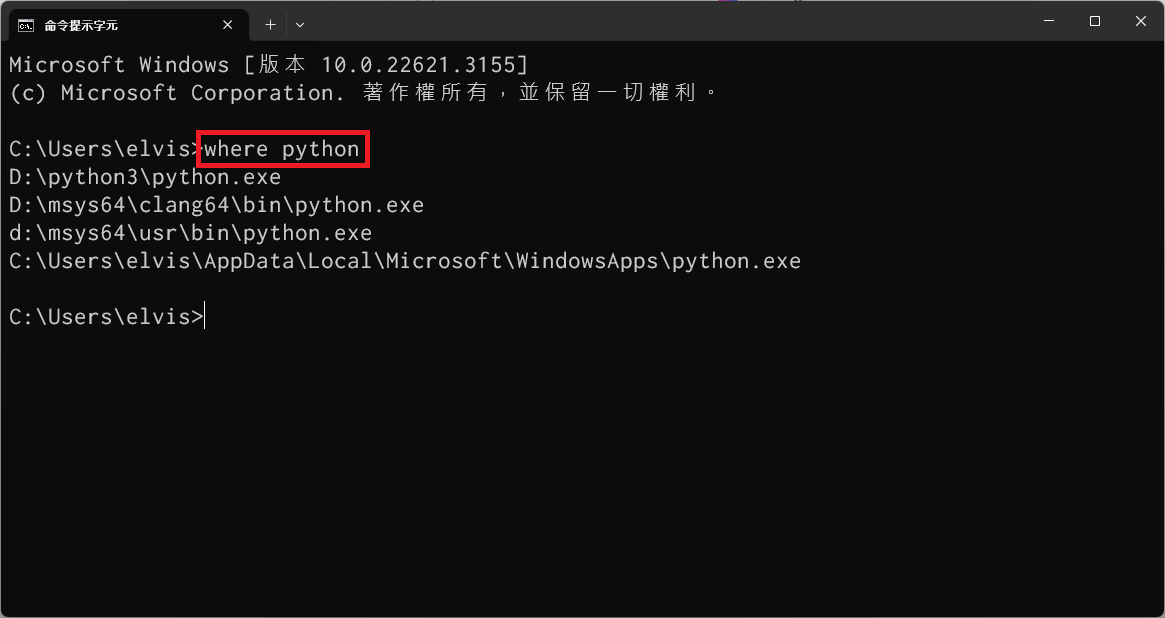 命令提示字元
Microsoft Windows [版本 10.0.22621.3155]
(c) Microsoft Corporation. 著作權所有，並保留一切權利。
C:\Users\elvis>where python
D:\python3\python.exe
D:\msys64\clang64\bin\python.exe
d:\msys64\usr\bin\python.exe
C:\Users\elvis\AppData\Local\Microsoft\WindowsApps\python.exe
C:\Users\elvis>